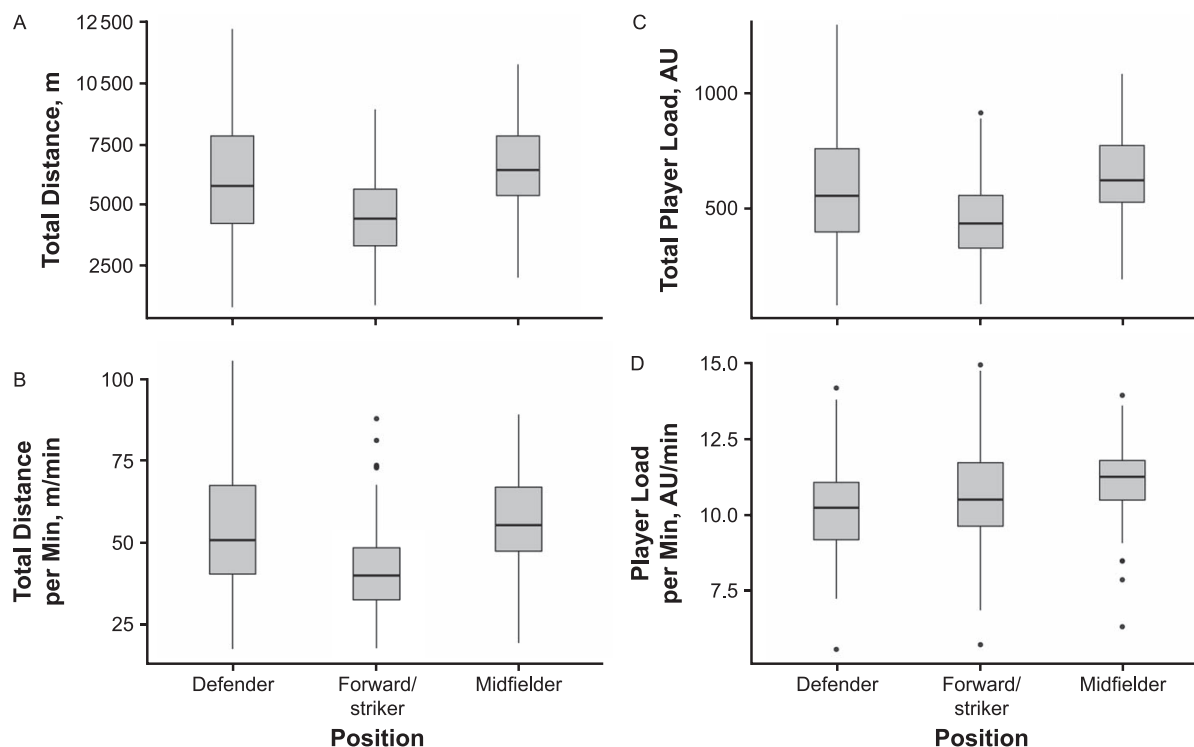 A
Total Distance, m
12 500
10 500
7500
5000
2500
B
Total Distance
per Min, m/min
100
75
50
25
Defender
Forward/
striker
Midfielder
Position
C
Total Player Load, AU
1000
500
D
Player Load
per Min, AU/min
15.0
12.5
10.0
7.5
Defender
Forward/
striker
Midfielder
Position